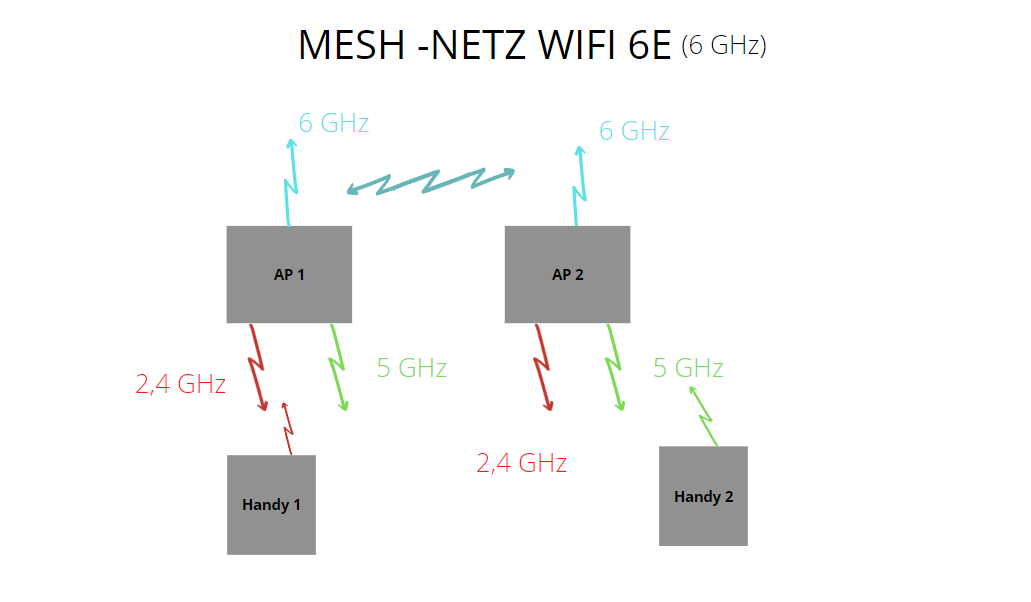 MESH -NETZ WIFI 6E (6 GHz)
6 GHz
6 GHz
AP 1
AP 2
2,4 GHz
5 GHz
5 GHz
2,4 GHz
Handy 1
Handy 2